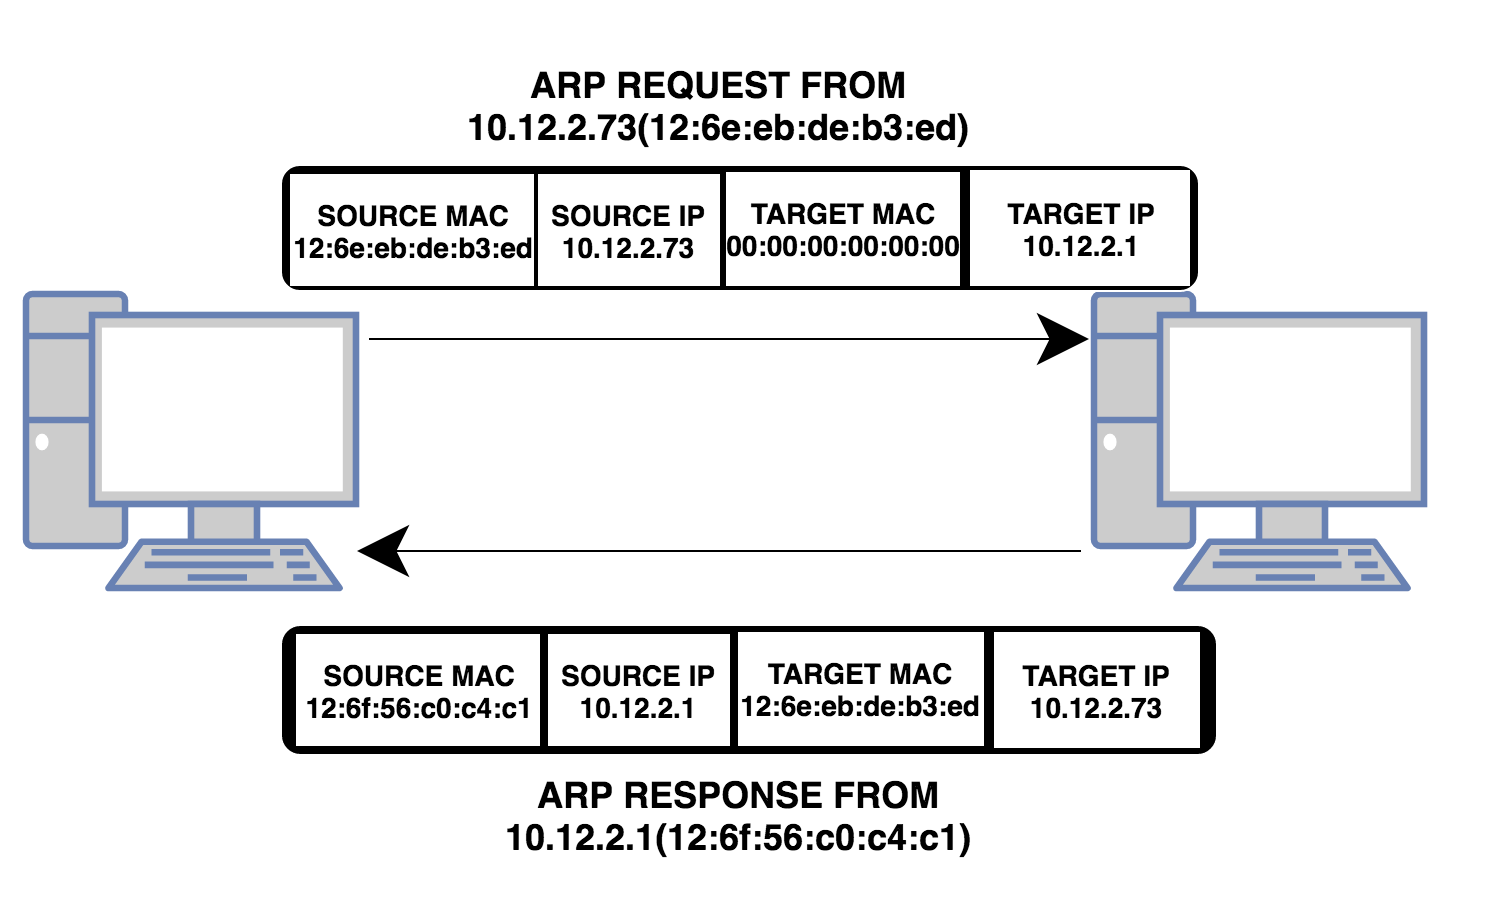 ARP REQUEST FROM
10.12.2.73(12:6e:eb:de:b3:ed)
SOURCE MAC
12:6e:eb:de:b3:ed
SOURCE IP
10.12.2.73
TARGET MAC
00:00:00:00:00:00
TARGET IP
10.12.2.1
SOURCE MAC
12:6f:56:c0:c4:c1
SOURCE IP
10.12.2.1
TARGET MAC
12:6e:eb:de:b3:ed
TARGET IP
10.12.2.73
ARP RESPONSE FROM
10.12.2.1(12:6f:56:c0:c4:c1)